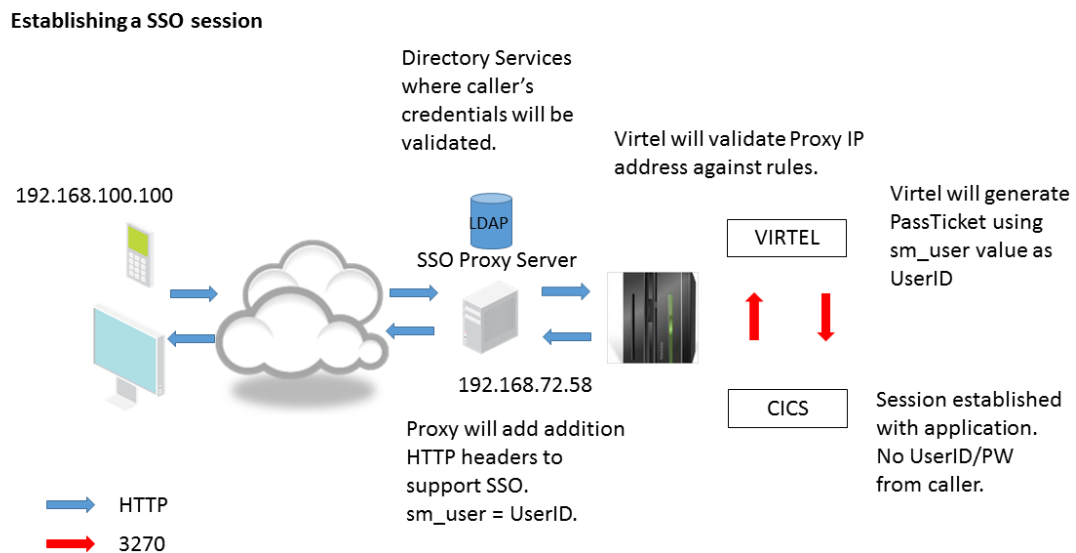 Establishing a SSO session
Directory Services
where caller's
credentials will be
validated.
Virtel will validate Proxy IP
address against rules.
192.168.100.100
Virtel will generate
PassTicket using
sm_user value as
UserID
LDAP
VIRTEL
SSO Proxy Server
192.168.72.58
CICS
Session established
with application.
No UserID/PW
from caller.
Proxy will add addition
HTTP headers to
support SSO.
sm_user = UserID.
HTTP
3270